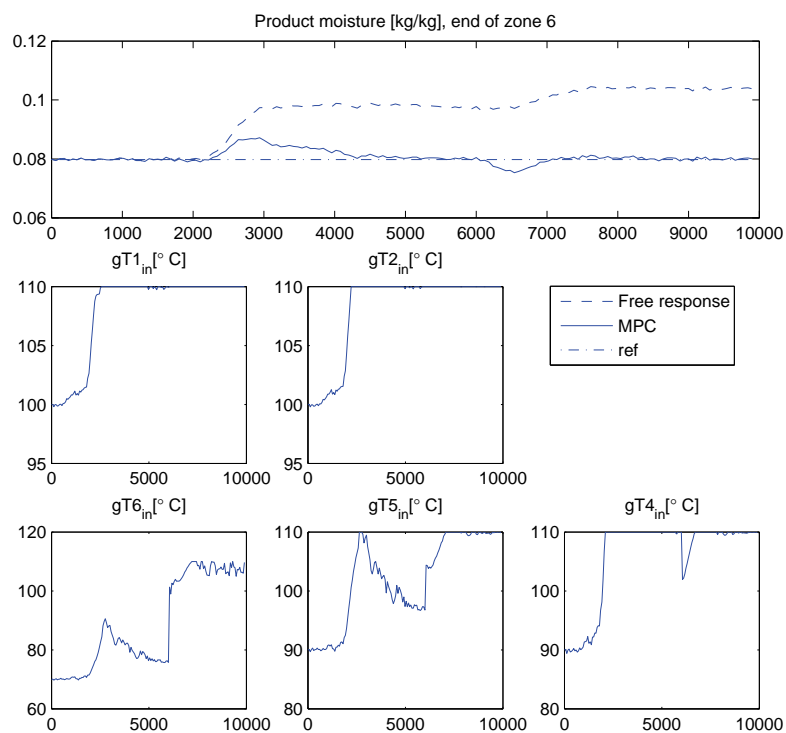 Product moisture [kg/kg], end of zone 6
0.12
0.1
0.08
0.06
0 1000 2000 3000 4000 5000 6000 7000 8000 9000 10000
gT1in[° C] gT2in[° C]
110 110
105 105
100 100
95 95
0 5000 10000 0 5000 10000
Free response
MPC
ref
gT6in[° C] gT5in[° C] gT4in[° C]
120 110 110
100 100 100
80 90 90
60 80 80
0 5000 10000 0 5000 10000 0 5000 10000